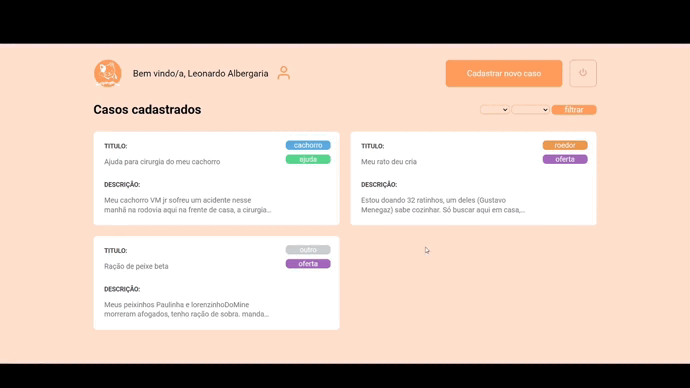 Bem vindo/a, Leonardo Albergaria
Cadastrar novo caso
Casos cadastrados
filtrar
TITULO:
cachorro
Ajuda para cirurgia do meu cachorro
ajuda
DESCRIÇÃO:
Meu cachorro VM jr sofreu um acidente nesse
manhã na rodovia aqui na frente de casa, a cirurgia...
TITULO:
roedor
Meu rato deu cria
oferta
DESCRIÇÃO:
Estou doando 32 ratinhos, um deles (Gustavo
Menegaz) sabe cozinhar. Só buscar aqui em casa,...
TITULO:
outro
Ração de peixe beta
oferta
DESCRIÇÃO:
Meus peixinhos Paulinha e lorenzinhoDoMine
morreram afogados, tenho ração de sobra. manda...